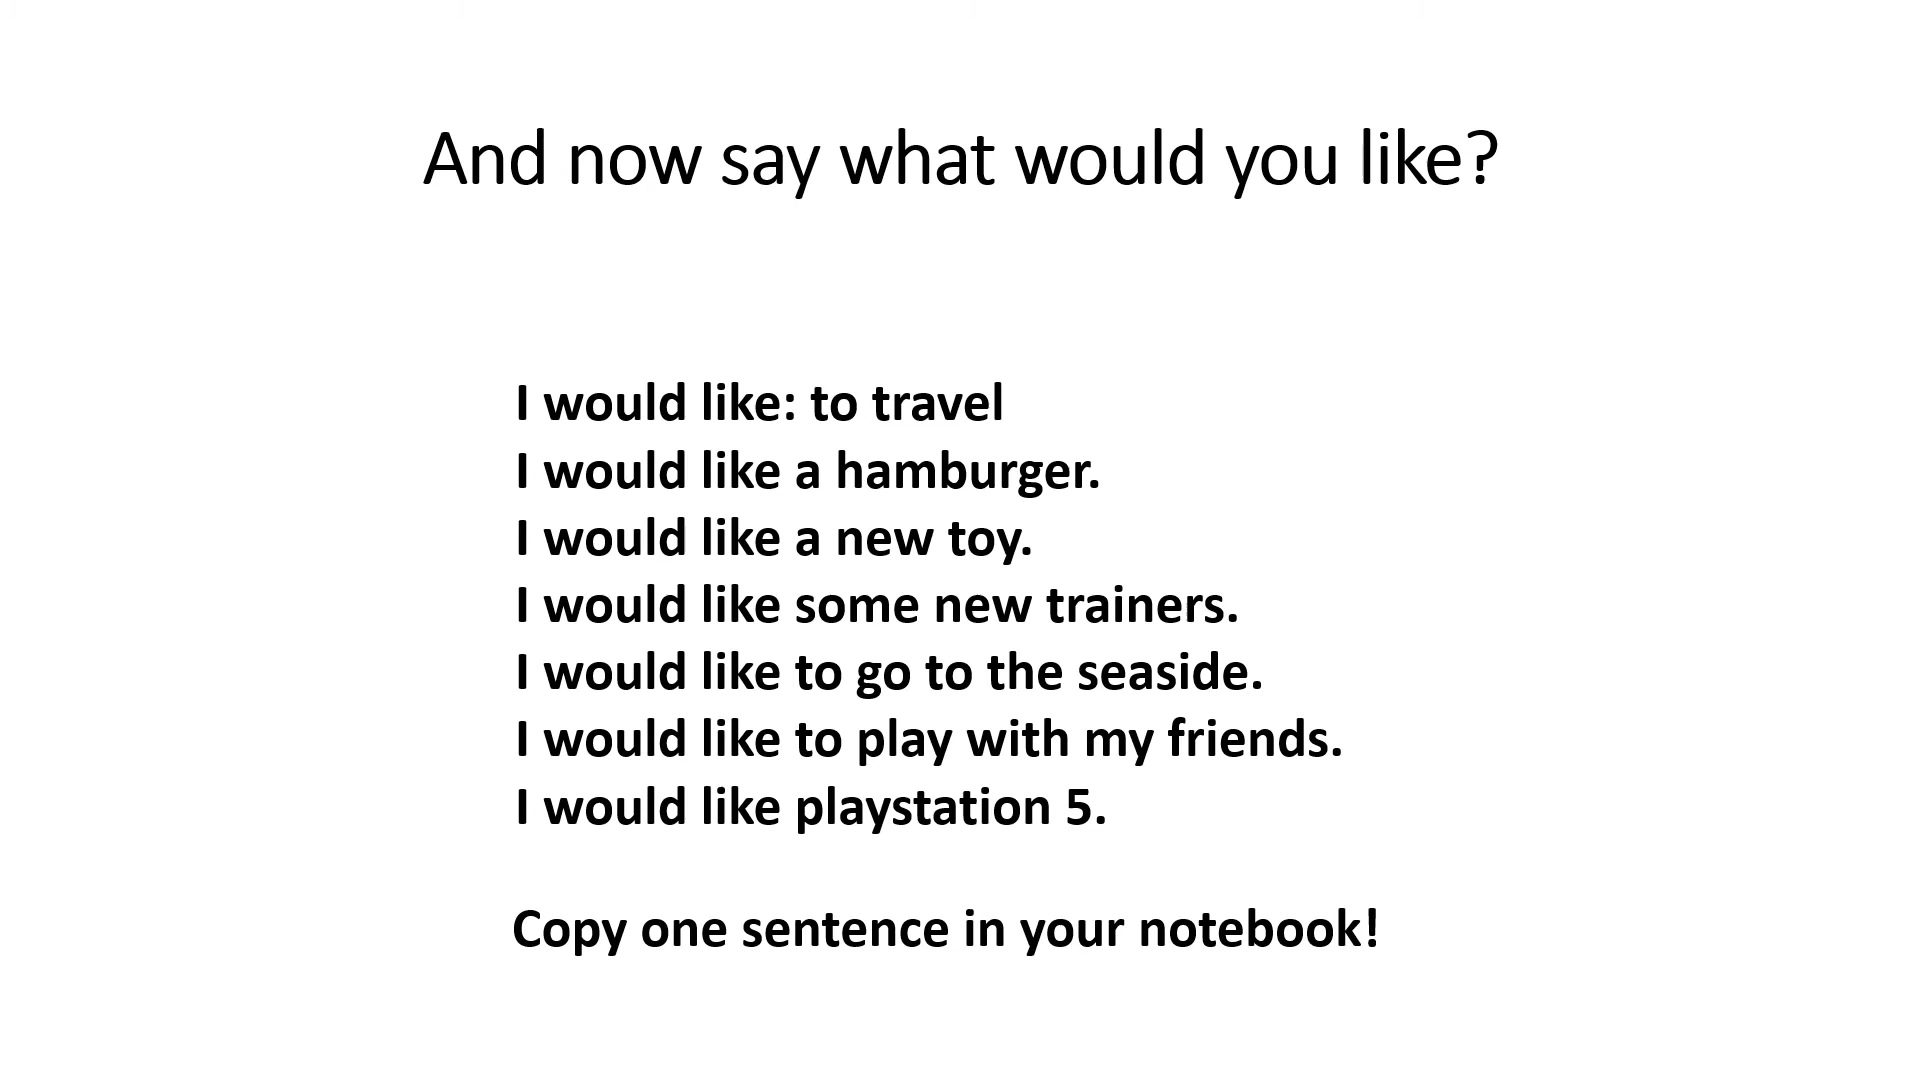 And now say what would you like?
I would like: to travel
I would like a hamburger.
I would like a new toy.
I would like some new trainers.
I would like to go to the seaside.
I would like to play with my friends.
I would like playstation 5.
Copy one sentence in your notebook!